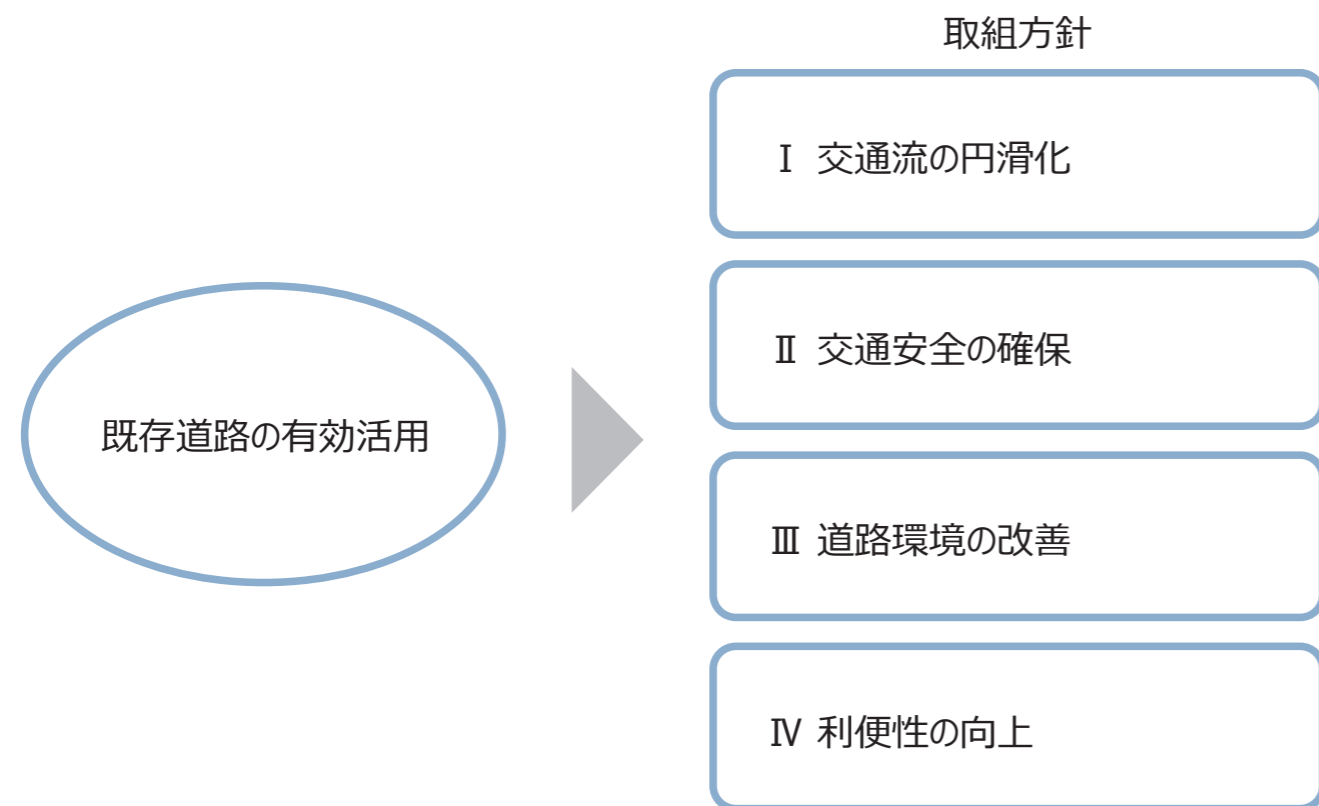 取組方針
Ⅰ 交通流の円滑化
Ⅱ 交通安全の確保
既存道路の有効活用
Ⅲ 道路環境の改善
Ⅳ 利便性の向上